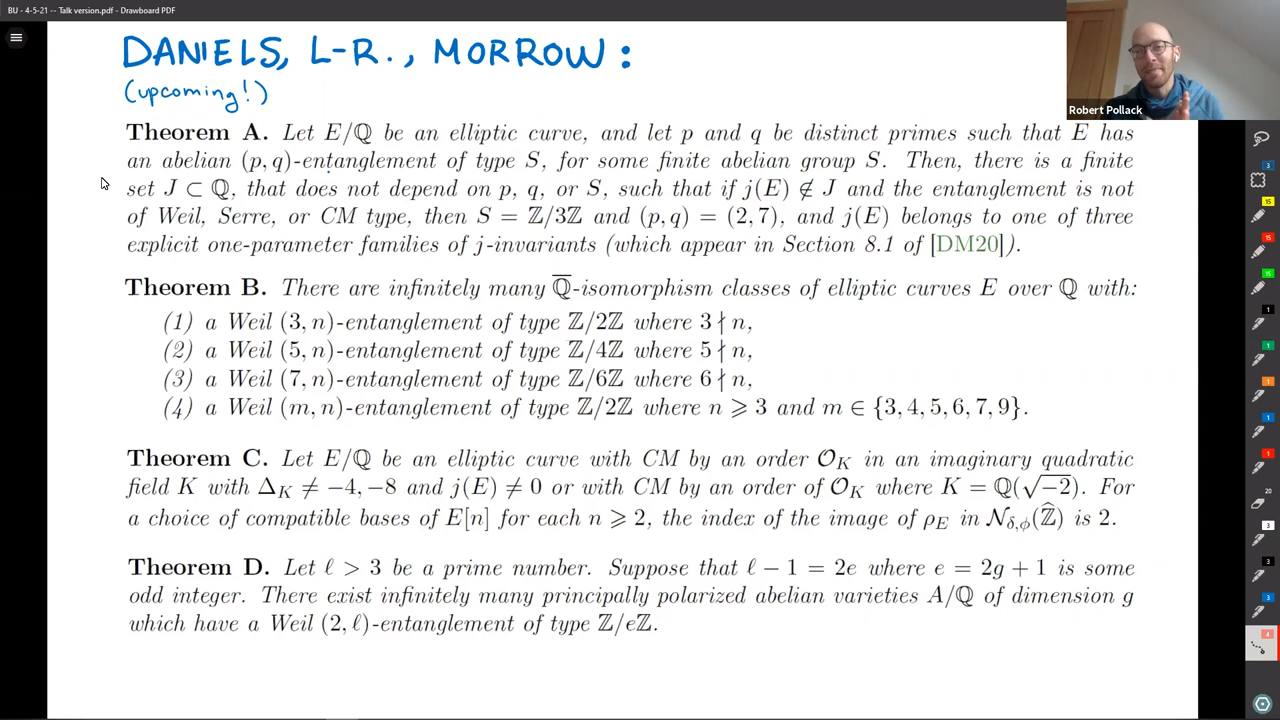 BU - 4-5-21 -- Talk version.pdf - Drawboard PDF
DANIELS, L-R., MORROW:
(upcoming!)
Robert Pollack
Theorem A. Let E/ℚ be an elliptic curve, and let p and q be distinct primes such that E has
an abelian (p, q)-entanglement of type S, for some finite abelian group S. Then, there is a finite
set J ⊂ ℚ, that does not depend on p, q, or S, such that if j(E) ∉ J and the entanglement is not
of Weil, Serre, or CM type, then S = ℤ/3ℤ and (p, q) = (2, 7), and j(E) belongs to one of three
explicit one-parameter families of j-invariants (which appear in Section 8.1 of [DM20]).
Theorem B. There are infinitely many ℚ̅-isomorphism classes of elliptic curves E over ℚ with:
(1) a Weil (3, n)-entanglement of type ℤ/2ℤ where 3 ∤ n,
(2) a Weil (5, n)-entanglement of type ℤ/4ℤ where 5 ∤ n,
(3) a Weil (7, n)-entanglement of type ℤ/6ℤ where 6 ∤ n,
(4) a Weil (m, n)-entanglement of type ℤ/2ℤ where n ⩾ 3 and m ∈ {3, 4, 5, 6, 7, 9}.
Theorem C. Let E/ℚ be an elliptic curve with CM by an order 𝒪_K in an imaginary quadratic
field K with Δ_K ≠ −4, −8 and j(E) ≠ 0 or with CM by an order of 𝒪_K where K = ℚ(√−2). For
a choice of compatible bases of E[n] for each n ⩾ 2, the index of the image of ρ_E in 𝒩_{δ,φ}(ℤ̂) is 2.
Theorem D. Let ℓ > 3 be a prime number. Suppose that ℓ − 1 = 2e where e = 2g + 1 is some
odd integer. There exist infinitely many principally polarized abelian varieties A/ℚ of dimension g
which have a Weil (2, ℓ)-entanglement of type ℤ/eℤ.